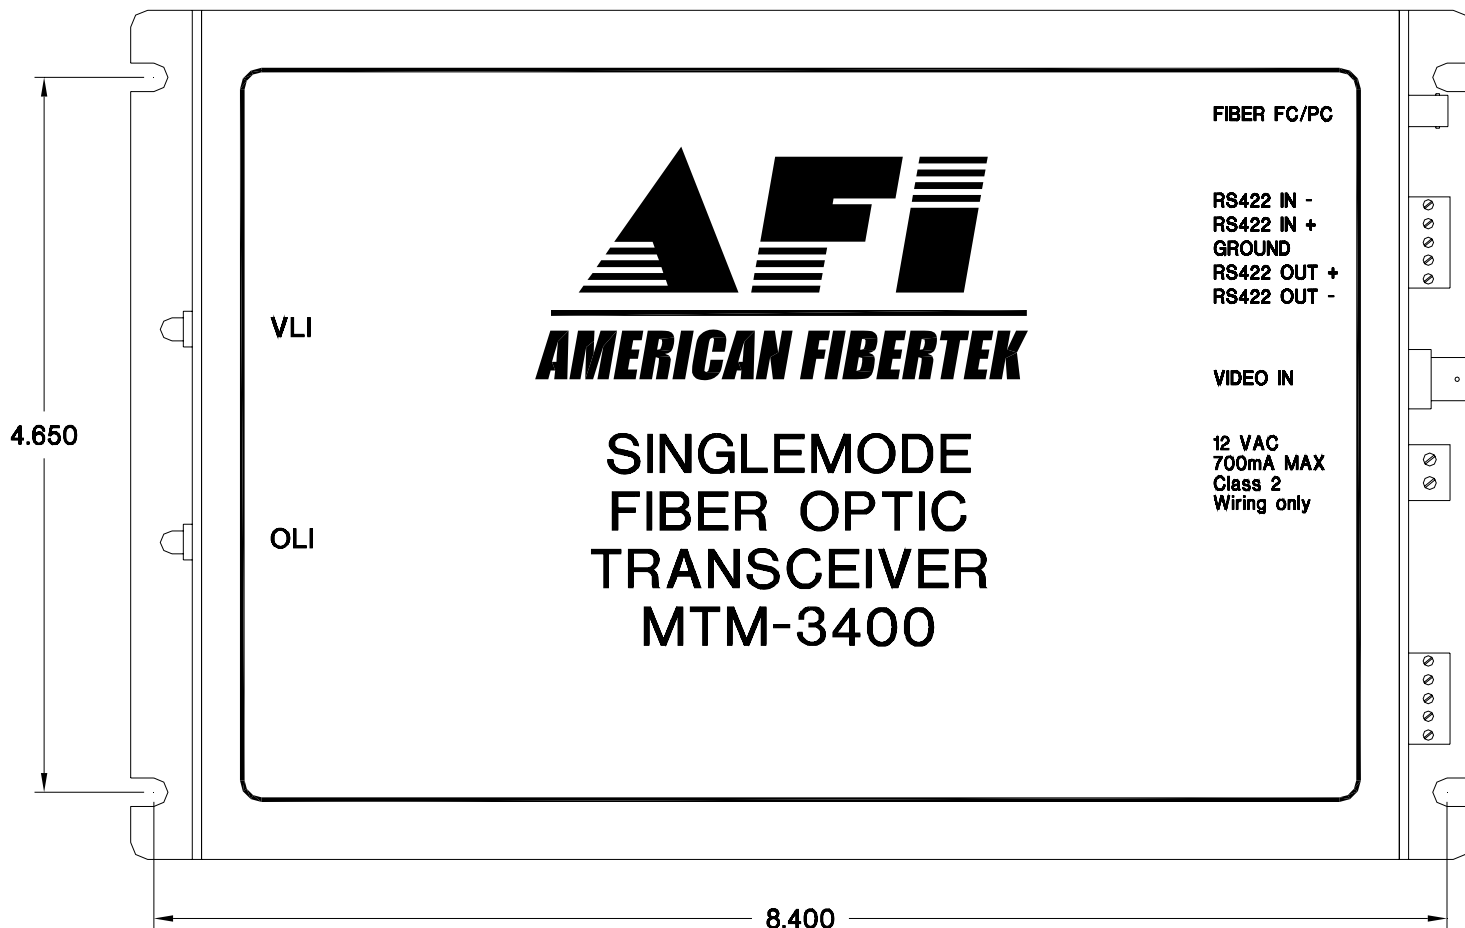 FIBER FC/PC
AFI
RS422 IN -
RS422 IN +
GROUND
RS422 OUT +
RS422 OUT -
VLI
AMERICAN FIBERTEK
VIDEO IN
4.650
12 VAC
700mA MAX
Class 2
Wiring only
SINGLEMODE
FIBER OPTIC
TRANSCEIVER
MTM-3400
OLI
8.400